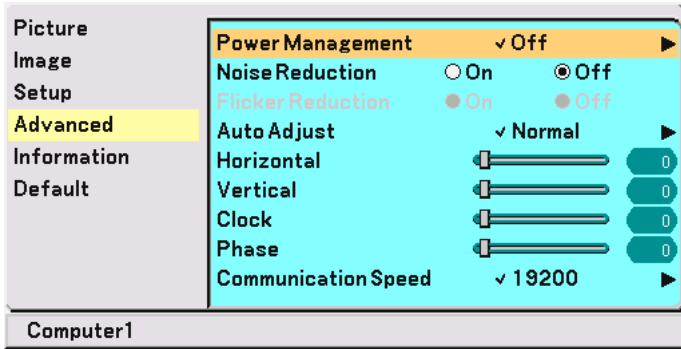 Picture
Image
Setup
Advanced
Information
Default
Power Management ✓ Off
Noise Reduction On Off
Flicker Reduction On Off
Auto Adjust ✓ Normal
Horizontal 0
Vertical 0
Clock 0
Phase 0
Communication Speed ✓ 19200
Computer1